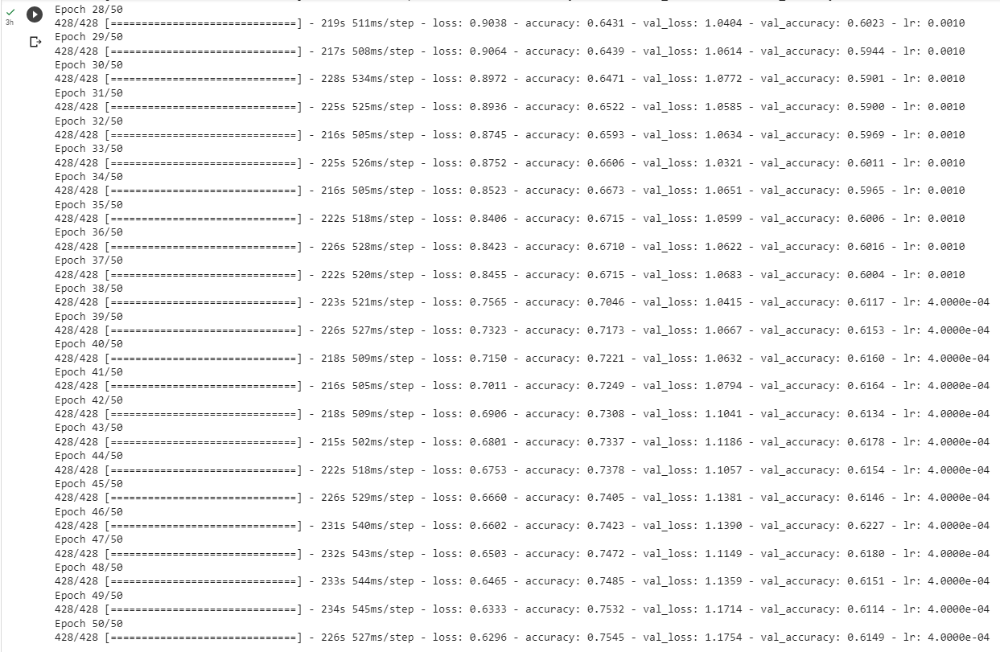 Epoch 28/50
3h
428/428 [==============================] - 219s 511ms/step - loss: 0.9038 - accuracy: 0.6431 - val_loss: 1.0404 - val_accuracy: 0.6023 - lr: 0.0010
Epoch 29/50
428/428 [==============================] - 217s 508ms/step - loss: 0.9064 - accuracy: 0.6439 - val_loss: 1.0614 - val_accuracy: 0.5944 - lr: 0.0010
Epoch 30/50
428/428 [==============================] - 228s 534ms/step - loss: 0.8972 - accuracy: 0.6471 - val_loss: 1.0772 - val_accuracy: 0.5901 - lr: 0.0010
Epoch 31/50
428/428 [==============================] - 225s 525ms/step - loss: 0.8936 - accuracy: 0.6522 - val_loss: 1.0585 - val_accuracy: 0.5900 - lr: 0.0010
Epoch 32/50
428/428 [==============================] - 216s 505ms/step - loss: 0.8745 - accuracy: 0.6593 - val_loss: 1.0634 - val_accuracy: 0.5969 - lr: 0.0010
Epoch 33/50
428/428 [==============================] - 225s 526ms/step - loss: 0.8752 - accuracy: 0.6606 - val_loss: 1.0321 - val_accuracy: 0.6011 - lr: 0.0010
Epoch 34/50
428/428 [==============================] - 216s 505ms/step - loss: 0.8523 - accuracy: 0.6673 - val_loss: 1.0651 - val_accuracy: 0.5965 - lr: 0.0010
Epoch 35/50
428/428 [==============================] - 222s 518ms/step - loss: 0.8406 - accuracy: 0.6715 - val_loss: 1.0599 - val_accuracy: 0.6006 - lr: 0.0010
Epoch 36/50
428/428 [==============================] - 226s 528ms/step - loss: 0.8423 - accuracy: 0.6710 - val_loss: 1.0622 - val_accuracy: 0.6016 - lr: 0.0010
Epoch 37/50
428/428 [==============================] - 222s 520ms/step - loss: 0.8455 - accuracy: 0.6715 - val_loss: 1.0683 - val_accuracy: 0.6004 - lr: 0.0010
Epoch 38/50
428/428 [==============================] - 223s 521ms/step - loss: 0.7565 - accuracy: 0.7046 - val_loss: 1.0415 - val_accuracy: 0.6117 - lr: 4.0000e-04
Epoch 39/50
428/428 [==============================] - 226s 527ms/step - loss: 0.7323 - accuracy: 0.7173 - val_loss: 1.0667 - val_accuracy: 0.6153 - lr: 4.0000e-04
Epoch 40/50
428/428 [==============================] - 218s 509ms/step - loss: 0.7150 - accuracy: 0.7221 - val_loss: 1.0632 - val_accuracy: 0.6160 - lr: 4.0000e-04
Epoch 41/50
428/428 [==============================] - 216s 505ms/step - loss: 0.7011 - accuracy: 0.7249 - val_loss: 1.0794 - val_accuracy: 0.6164 - lr: 4.0000e-04
Epoch 42/50
428/428 [==============================] - 218s 509ms/step - loss: 0.6906 - accuracy: 0.7308 - val_loss: 1.1041 - val_accuracy: 0.6134 - lr: 4.0000e-04
Epoch 43/50
428/428 [==============================] - 215s 502ms/step - loss: 0.6801 - accuracy: 0.7337 - val_loss: 1.1186 - val_accuracy: 0.6178 - lr: 4.0000e-04
Epoch 44/50
428/428 [==============================] - 222s 518ms/step - loss: 0.6753 - accuracy: 0.7378 - val_loss: 1.1057 - val_accuracy: 0.6154 - lr: 4.0000e-04
Epoch 45/50
428/428 [==============================] - 226s 529ms/step - loss: 0.6660 - accuracy: 0.7405 - val_loss: 1.1381 - val_accuracy: 0.6146 - lr: 4.0000e-04
Epoch 46/50
428/428 [==============================] - 231s 540ms/step - loss: 0.6602 - accuracy: 0.7423 - val_loss: 1.1390 - val_accuracy: 0.6227 - lr: 4.0000e-04
Epoch 47/50
428/428 [==============================] - 232s 543ms/step - loss: 0.6503 - accuracy: 0.7472 - val_loss: 1.1149 - val_accuracy: 0.6180 - lr: 4.0000e-04
Epoch 48/50
428/428 [==============================] - 233s 544ms/step - loss: 0.6465 - accuracy: 0.7485 - val_loss: 1.1359 - val_accuracy: 0.6151 - lr: 4.0000e-04
Epoch 49/50
428/428 [==============================] - 234s 545ms/step - loss: 0.6333 - accuracy: 0.7532 - val_loss: 1.1714 - val_accuracy: 0.6114 - lr: 4.0000e-04
Epoch 50/50
428/428 [==============================] - 226s 527ms/step - loss: 0.6296 - accuracy: 0.7545 - val_loss: 1.1754 - val_accuracy: 0.6149 - lr: 4.0000e-04